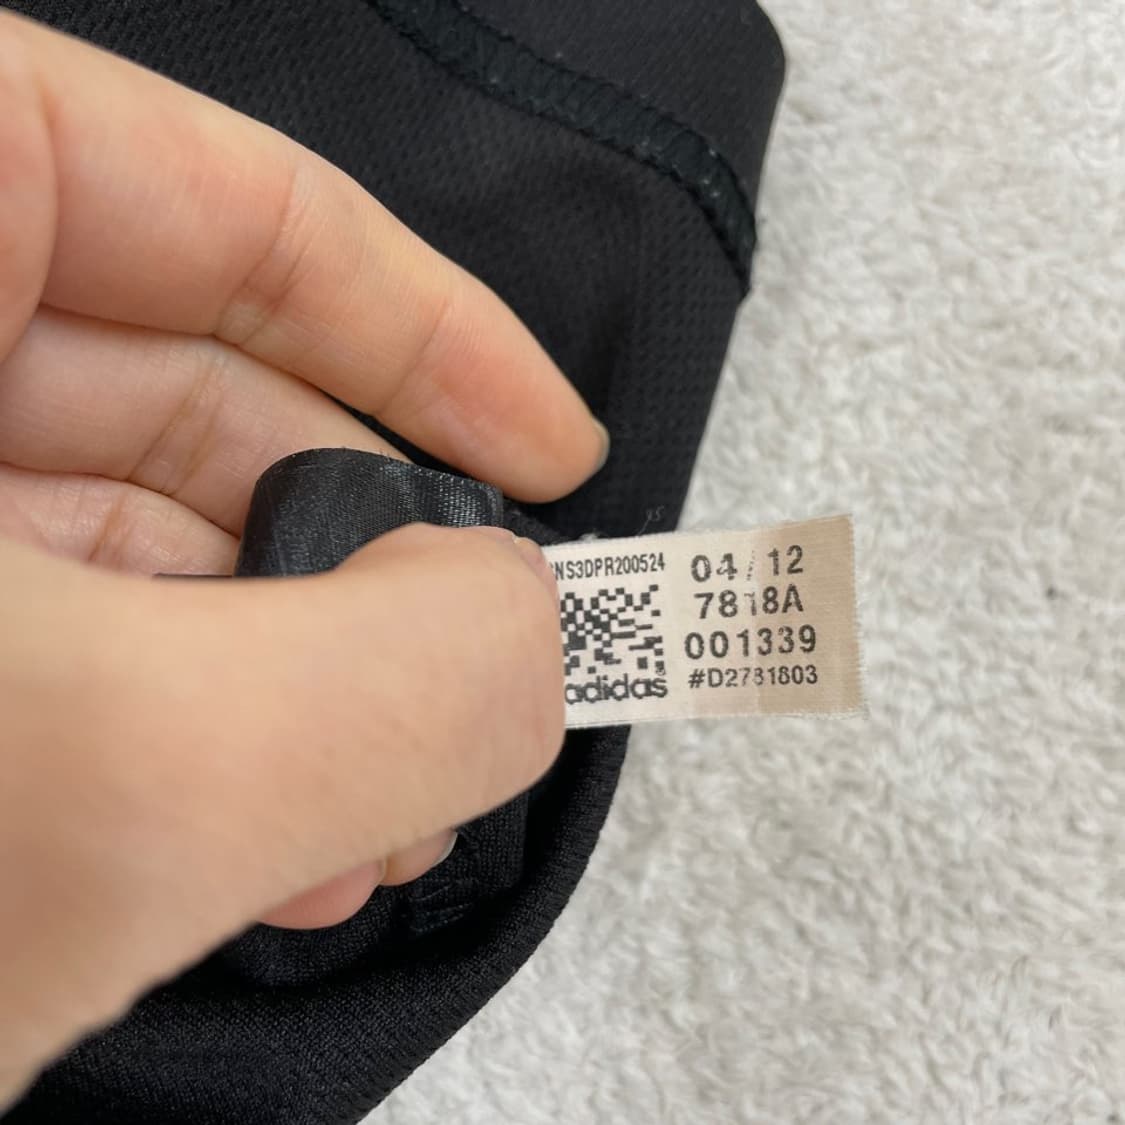 NS3DPR200524
adidas
04/12
7818A
001339
#D2781803